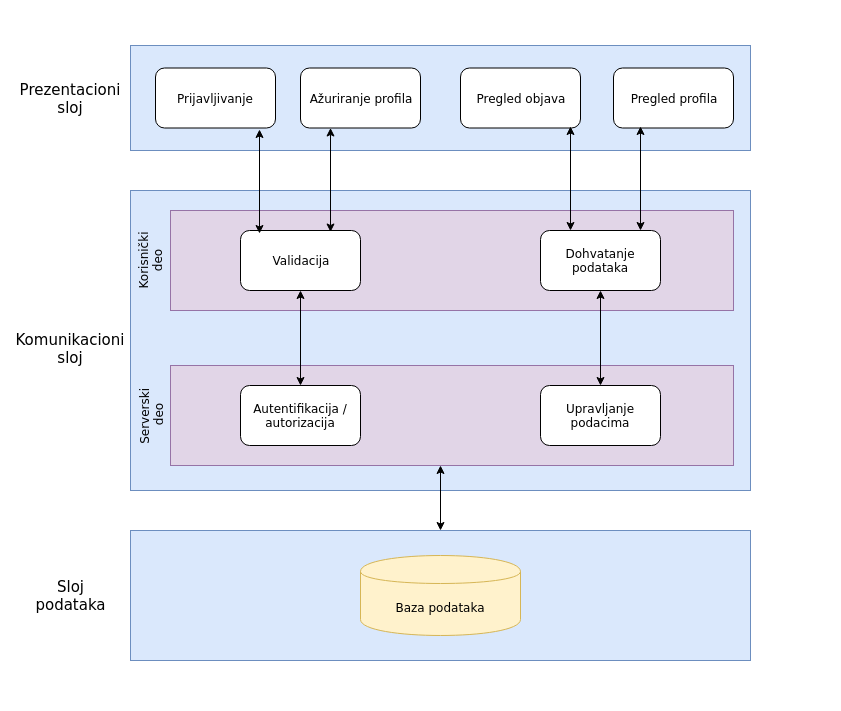 Prezentacioni
sloj
Prijavljivanje
Ažuriranje profila
Pregled objava
Pregled profila
Komunikacioni
sloj
Korisnički
deo
Validacija
Dohvatanje
podataka
Serverski
deo
Autentifikacija /
autorizacija
Upravljanje
podacima
Sloj
podataka
Baza podataka